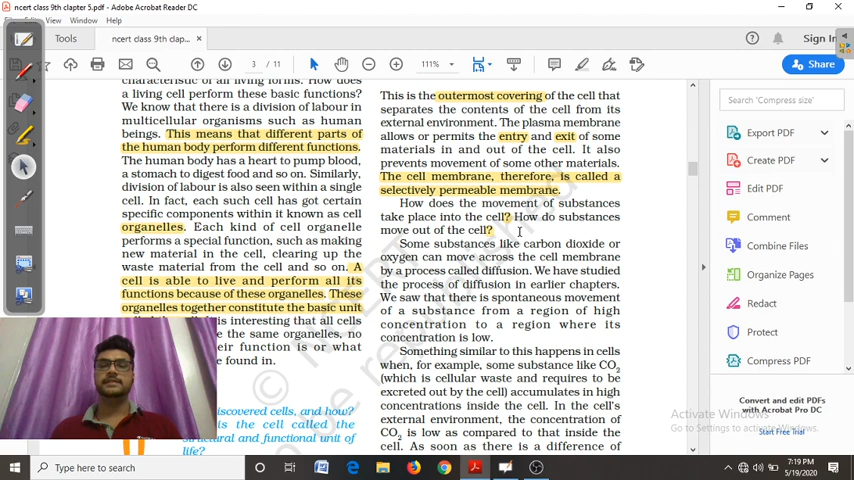 ncert class 9th chapter 5.pdf - Adobe Acrobat Reader DC
File Edit View Window Help
Tools
ncert class 9th chap... ×
Sign In
3 / 11
111%
Share
characteristic of all living forms. How does
a living cell perform these basic functions?
We know that there is a division of labour in
multicellular organisms such as human
beings. This means that different parts of
the human body perform different functions.
The human body has a heart to pump blood,
a stomach to digest food and so on. Similarly,
division of labour is also seen within a single
cell. In fact, each such cell has got certain
specific components within it known as cell
organelles. Each kind of cell organelle
performs a special function, such as making
new material in the cell, clearing up the
waste material from the cell and so on. A
cell is able to live and perform all its
functions because of these organelles. These
organelles together constitute the basic unit
is interesting that all cells
the same organelles, no
eir function is or what
found in.
iscovered cells, and how?
is the cell called the
structural and functional unit of
life?
This is the outermost covering of the cell that
separates the contents of the cell from its
external environment. The plasma membrane
allows or permits the entry and exit of some
materials in and out of the cell. It also
prevents movement of some other materials.
The cell membrane, therefore, is called a
selectively permeable membrane.
How does the movement of substances
take place into the cell? How do substances
move out of the cell?
Some substances like carbon dioxide or
oxygen can move across the cell membrane
by a process called diffusion. We have studied
the process of diffusion in earlier chapters.
We saw that there is spontaneous movement
of a substance from a region of high
concentration to a region where its
concentration is low.
Something similar to this happens in cells
when, for example, some substance like CO₂
(which is cellular waste and requires to be
excreted out by the cell) accumulates in high
concentrations inside the cell. In the cell's
external environment, the concentration of
CO₂ is low as compared to that inside the
cell. As soon as there is a difference of
Search 'Compress size'
Export PDF
Create PDF
Edit PDF
Comment
Combine Files
Organize Pages
Redact
Protect
Compress PDF
Convert and edit PDFs
with Acrobat Pro DC
Start Free Trial
Activate Windows
Go to Settings to activate Windows.
Type here to search
7:19 PM
5/19/2020